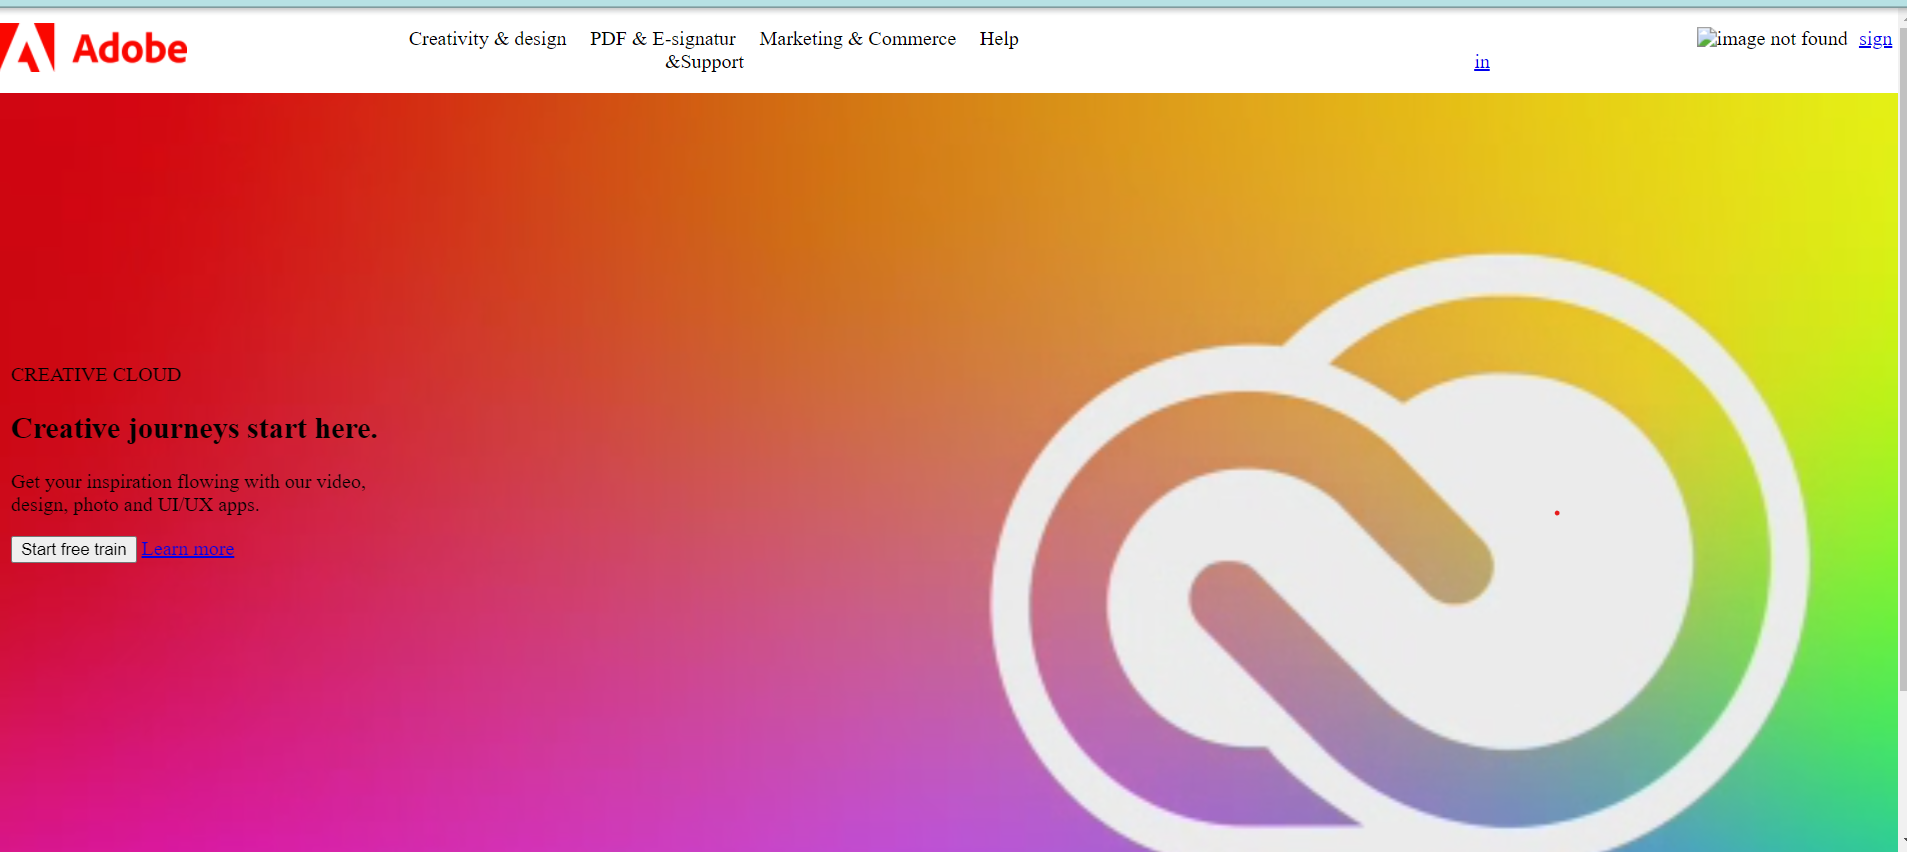 Adobe
Creativity & design PDF & E-signatur Marketing & Commerce Help
&Support
image not found sign
in
CREATIVE CLOUD
Creative journeys start here.
Get your inspiration flowing with our video,
design, photo and UI/UX apps.
Start free train Learn more